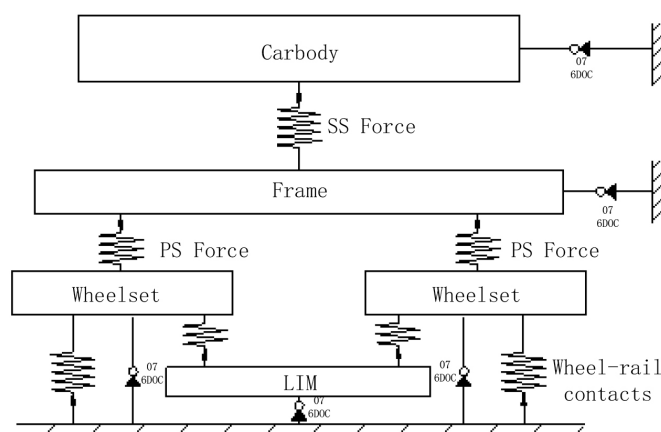 Carbody
07
6DOC
SS Force
Frame
07
6DOC
PS Force
PS Force
Wheelset
Wheelset
07
6DOC
LIM
07
6DOC
07
6DOC
Wheel-rail
contacts